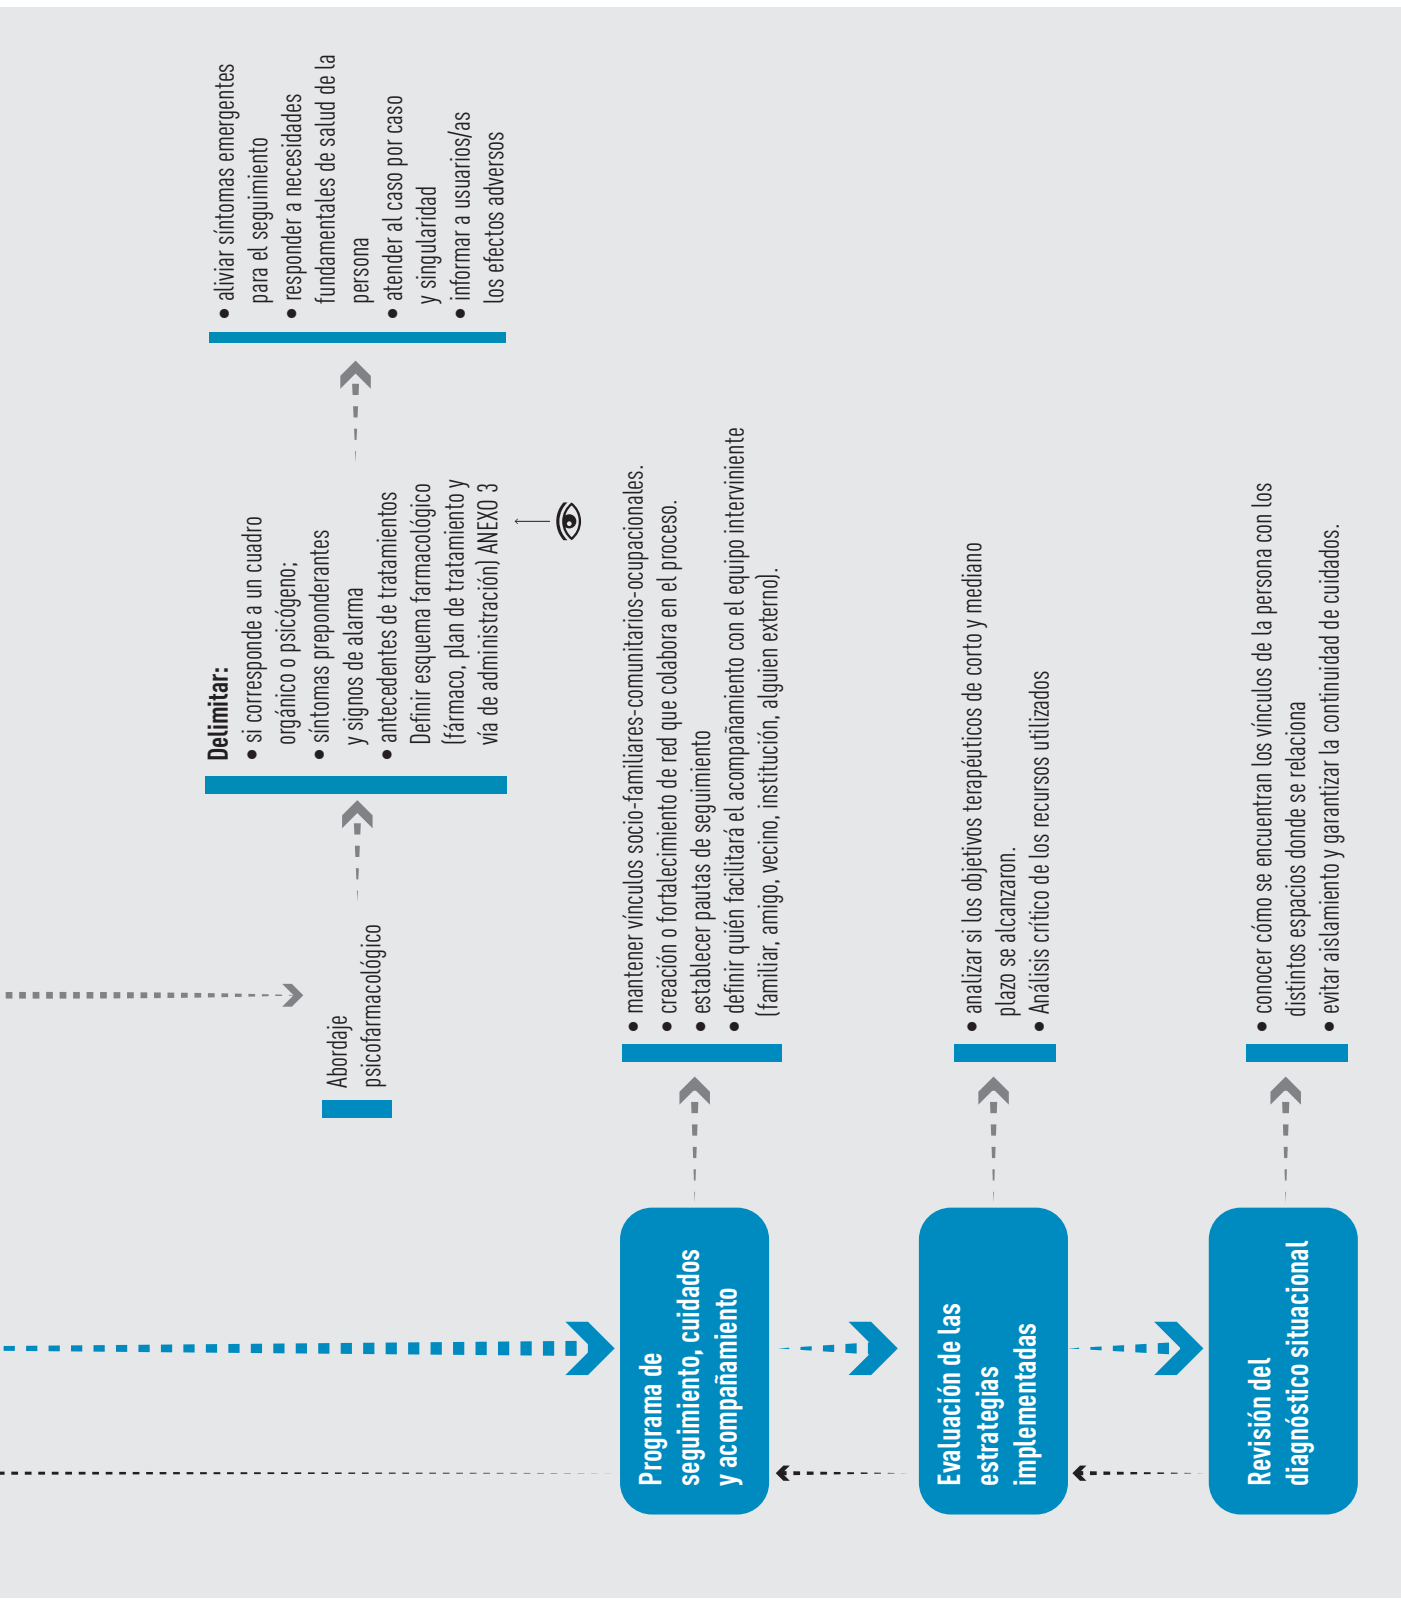 Abordaje
psicofarmacológico
Delimitar:
• si corresponde a un cuadro
orgánico o psicógeno;
• síntomas preponderantes
y signos de alarma
• antecedentes de tratamientos
Definir esquema farmacológico
(fármaco, plan de tratamiento y
vía de administración) ANEXO 3
• aliviar síntomas emergentes
para el seguimiento
• responder a necesidades
fundamentales de salud de la
persona
• atender al caso por caso
y singularidad
• informar a usuarios/as
los efectos adversos
Programa de
seguimiento, cuidados
y acompañamiento
• mantener vínculos socio-familiares-comunitarios-ocupacionales.
• creación o fortalecimiento de red que colabora en el proceso.
• establecer pautas de seguimiento
• definir quién facilitará el acompañamiento con el equipo interviniente
(familiar, amigo, vecino, institución, alguien externo).
Evaluación de las
estrategias
implementadas
• analizar si los objetivos terapéuticos de corto y mediano
plazo se alcanzaron.
• Análisis crítico de los recursos utilizados
Revisión del
diagnóstico situacional
• conocer cómo se encuentran los vínculos de la persona con los
distintos espacios donde se relaciona
• evitar aislamiento y garantizar la continuidad de cuidados.